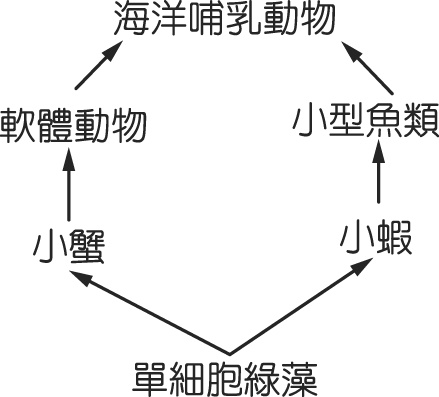 海洋哺乳動物
軟體動物
小型魚類
小蟹
小蝦
單細胞綠藻